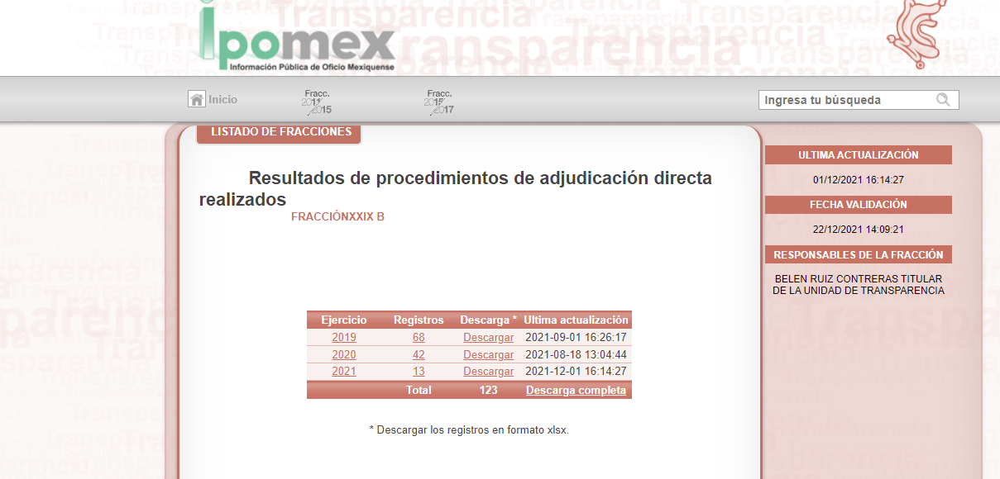 ipomex
Información Pública de Oficio Mexiquense
Inicio
Fracc.
2011/2015
Fracc.
2015/2017
Ingresa tu búsqueda
LISTADO DE FRACCIONES
Resultados de procedimientos de adjudicación directa
realizados
FRACCIÓNXXIX B
Ejercicio Registros Descarga * Ultima actualización
2019 68 Descargar 2021-09-01 16:26:17
2020 42 Descargar 2021-08-18 13:04:44
2021 13 Descargar 2021-12-01 16:14:27
Total 123 Descarga completa
* Descargar los registros en formato xlsx.
ULTIMA ACTUALIZACIÓN
01/12/2021 16:14:27
FECHA VALIDACIÓN
22/12/2021 14:09:21
RESPONSABLES DE LA FRACCIÓN
BELEN RUIZ CONTRERAS TITULAR
DE LA UNIDAD DE TRANSPARENCIA